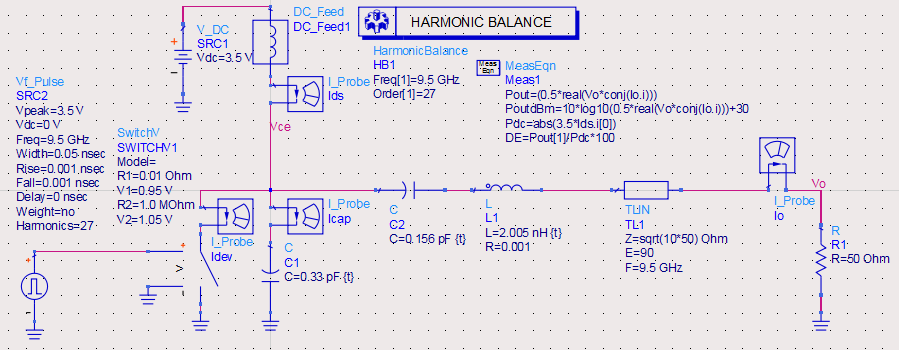 HARMONIC BALANCE
HarmonicBalance
HB1
Freq[1]=9.5 GHz
Order[1]=27
Meas
Eqn
MeasEqn
Meas1
Pout=(0.5*real(Vo*conj(Io.i)))
PoutdBm=10*log10(0.5*real(Vo*conj(Io.i)))+30
Pdc=abs(3.5*Ids.i[0])
DE=Pout[1]/Pdc*100
DC_Feed
DC_Feed1
V_DC
SRC1
Vdc=3.5 V
I_Probe
Ids
Vce
Vf_Pulse
SRC2
Vpeak=3.5 V
Vdc=0 V
Freq=9.5 GHz
Width=0.05 nsec
Rise=0.001 nsec
Fall=0.001 nsec
Delay=0 nsec
Weight=no
Harmonics=27
SwitchV
SWITCHV1
Model=
R1=0.01 Ohm
V1=0.95 V
R2=1.0 MOhm
V2=1.05 V
V
I_Probe
Idev
I_Probe
Icap
C
C1
C=0.33 pF {t}
C
C2
C=0.156 pF {t}
L
L1
L=2.005 nH {t}
R=0.001
TLIN
TL1
Z=sqrt(10*50) Ohm
E=90
F=9.5 GHz
I_Probe
Io
Vo
R
R1
R=50 Ohm